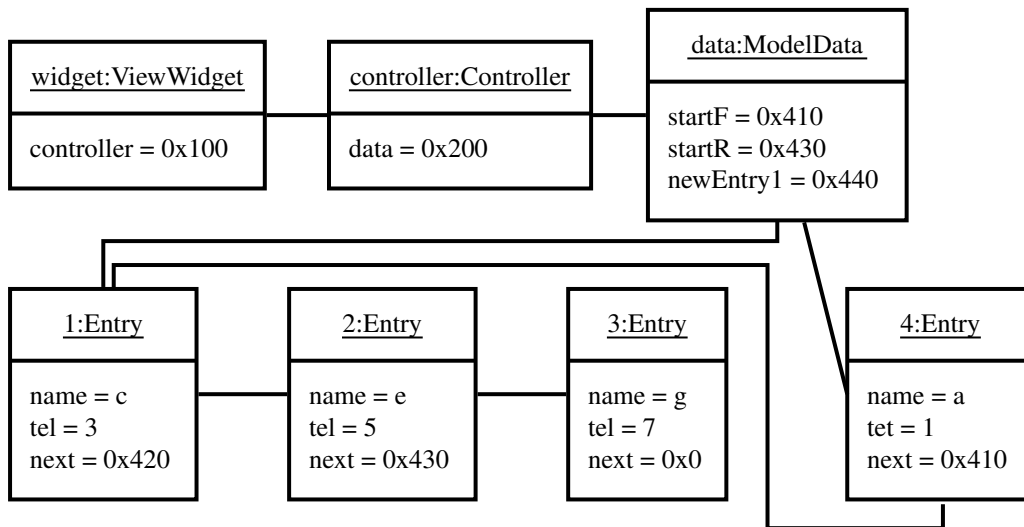 widget:ViewWidget
controller = 0x100
controller:Controller
data = 0x200
data:ModelData
startF = 0x410
startR = 0x430
newEntry1 = 0x440
1:Entry
name = c
tel = 3
next = 0x420
2:Entry
name = e
tel = 5
next = 0x430
3:Entry
name = g
tel = 7
next = 0x0
4:Entry
name = a
tet = 1
next = 0x410